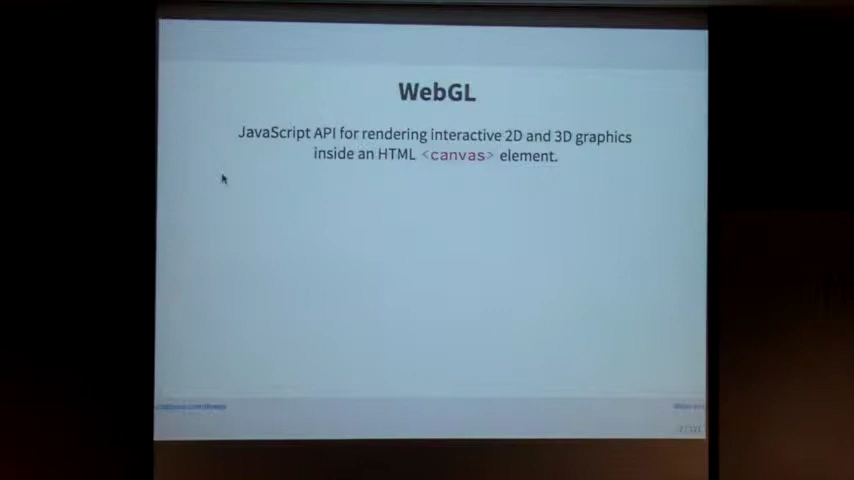 WebGL
JavaScript API for rendering interactive 2D and 3D graphics
inside an HTML <canvas> element.